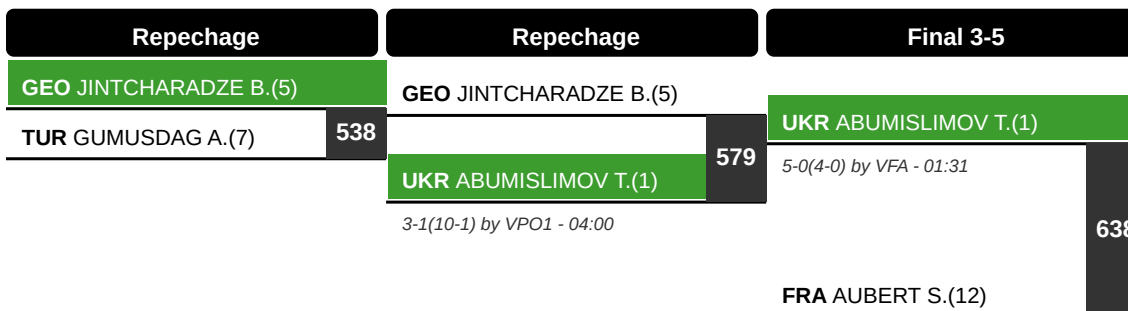 Repechage
GEO JINTCHARADZE B.(5)
TUR GUMUSDAG A.(7)
538
Repechage
GEO JINTCHARADZE B.(5)
579
UKR ABUMISLIMOV T.(1)
3-1(10-1) by VPO1 - 04:00
Final 3-5
UKR ABUMISLIMOV T.(1)
5-0(4-0) by VFA - 01:31
638
FRA AUBERT S.(12)